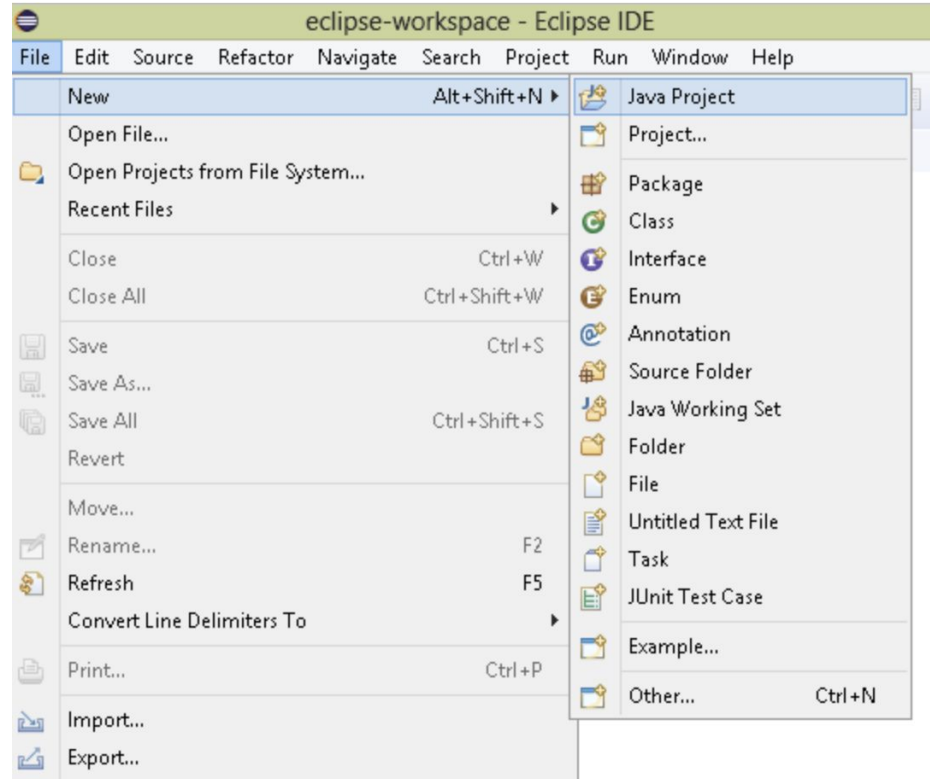 eclipse-workspace - Eclipse IDE
File Edit Source Refactor Navigate Search Project Run Window Help
New Alt+Shift+N
Open File...
Open Projects from File System...
Recent Files
Close Ctrl+W
Close All Ctrl+Shift+W
Save Ctrl+S
Save As...
Save All Ctrl+Shift+S
Revert
Move...
Rename... F2
Refresh F5
Convert Line Delimiters To
Print... Ctrl+P
Import...
Export...
Java Project
Project...
Package
Class
Interface
Enum
Annotation
Source Folder
Java Working Set
Folder
File
Untitled Text File
Task
JUnit Test Case
Example...
Other... Ctrl+N